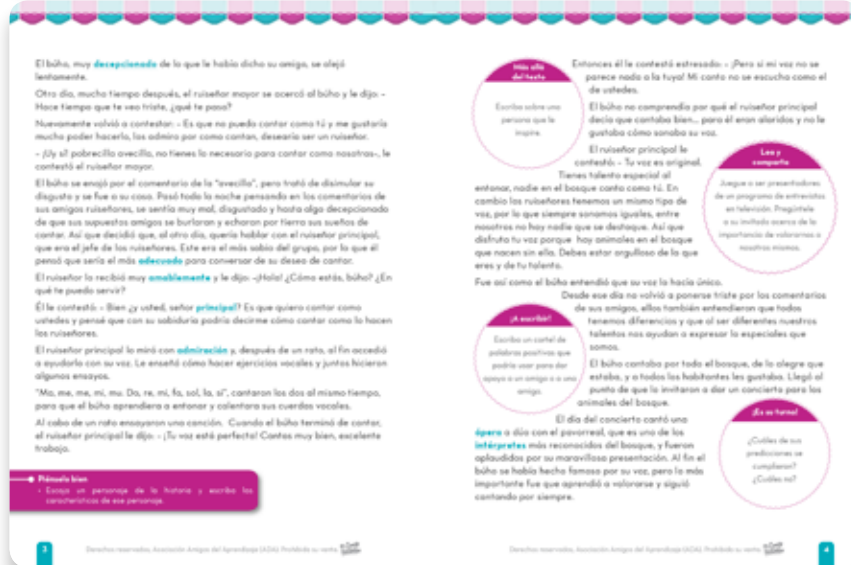 El búho, muy decepcionado de lo que le había dicho su amigo, se alejó
lentamente.
Otro día, mucho tiempo después, el ruiseñor mayor se acercó al búho y le dijo: -
Hace tiempo que te veo triste, ¿qué te pasa?
Nuevamente volvió a contestar: - Es que no puedo cantar como tú y me gustaría
mucho poder hacerlo, los admiro por como cantan, desearía ser un ruiseñor.
- ¡Uy sí! pobrecilla avecilla, no tienes lo necesario para cantar como nosotros-, le
contestó el ruiseñor mayor.
El búho se enojó por el comentario de la "avecilla", pero trató de disimular su
disgusto y se fue a su casa. Pasó toda la noche pensando en los comentarios de
sus amigos ruiseñores, se sentía muy mal, disgustado y hasta algo decepcionado
de que sus supuestos amigos se burlaran y echaran por tierra sus sueños de
cantar. Así que decidió que, al otro día, quería hablar con el ruiseñor principal,
que era el jefe de los ruiseñores. Este era el más sabio del grupo, por lo que él
pensó que sería el más adecuado para conversar de su deseo de cantar.
El ruiseñor lo recibió muy amablemente y le dijo: -¡Hola! ¿Cómo estás, búho? ¿En
qué te puedo servir?
Él le contestó: - Bien ¿y usted, señor principal? Es que quiero cantar como
ustedes y pensé que con su sabiduría podría decirme cómo cantar como lo hacen
los ruiseñores.
El ruiseñor principal lo miró con admiración y, después de un rato, al fin accedió
a ayudarlo con su voz. Le enseñó cómo hacer ejercicios vocales y juntos hicieron
algunos ensayos.
"Ma, me, me, mi, mu. Do, re, mi, fa, sol, la, si", cantaron los dos al mismo tiempo,
para que el búho aprendiera a entonar y calentara sus cuerdas vocales.
Al cabo de un rato ensayaron una canción. Cuando el búho terminó de cantar,
el ruiseñor principal le dijo: - ¡Tu voz está perfecta! Cantas muy bien, excelente
trabajo.
Piénselo bien
• Escoja un personaje de la historia y escriba las
características de ese personaje.
3
Derechos reservados, Asociación Amigos del Aprendizaje (ADA). Prohibida su venta.
Más allá
del texto
Escriba sobre una
persona que le
inspire.
Entonces él le contestó estresado: - ¡Pero si mi voz no se
parece nada a la tuya! Mi canto no se escucha como el
de ustedes.
El búho no comprendía por qué el ruiseñor principal
decía que cantaba bien... para él eran alaridos y no le
gustaba cómo sonaba su voz.
El ruiseñor principal le
contestó: - Tu voz es original.
Tienes talento especial al
entonar, nadie en el bosque canta como tú. En
cambio los ruiseñores tenemos un mismo tipo de
voz, por lo que siempre sonamos iguales, entre
nosotros no hay nadie que se destaque. Así que
disfruta tu voz porque hay animales en el bosque
que nacen sin ella. Debes estar orgulloso de lo que
eres y de tu talento.
Lea y
comparta
Juegue a ser presentadores
de un programa de entrevistas
en televisión. Pregúntele
a su invitado acerca de la
importancia de valorarnos a
nosotros mismos.
Fue así como el búho entendió que su voz lo hacía único.
Desde ese día no volvió a ponerse triste por los comentarios
de sus amigos, ellos también entendieron que todos
tenemos diferencias y que al ser diferentes nuestros
talentos nos ayudan a expresar lo especiales que
somos.
¡A escribir!
Escriba un cartel de
palabras positivas que
podría usar para dar
apoyo a un amigo o a una
amiga.
El búho cantaba por todo el bosque, de lo alegre que
estaba, y a todos los habitantes les gustaba. Llegó al
punto de que lo invitaron a dar un concierto para los
animales del bosque.
El día del concierto cantó una
ópera a dúo con el pavorreal, que es uno de los
intérpretes más reconocidos del bosque, y fueron
aplaudidos por su maravillosa presentación. Al fin el
búho se había hecho famoso por su voz, pero lo más
importante fue que aprendió a valorarse y siguió
cantando por siempre.
¡Es su turno!
¿Cuáles de sus
predicciones se
cumplieron?
¿Cuáles no?
Derechos reservados, Asociación Amigos del Aprendizaje (ADA). Prohibida su venta.
4